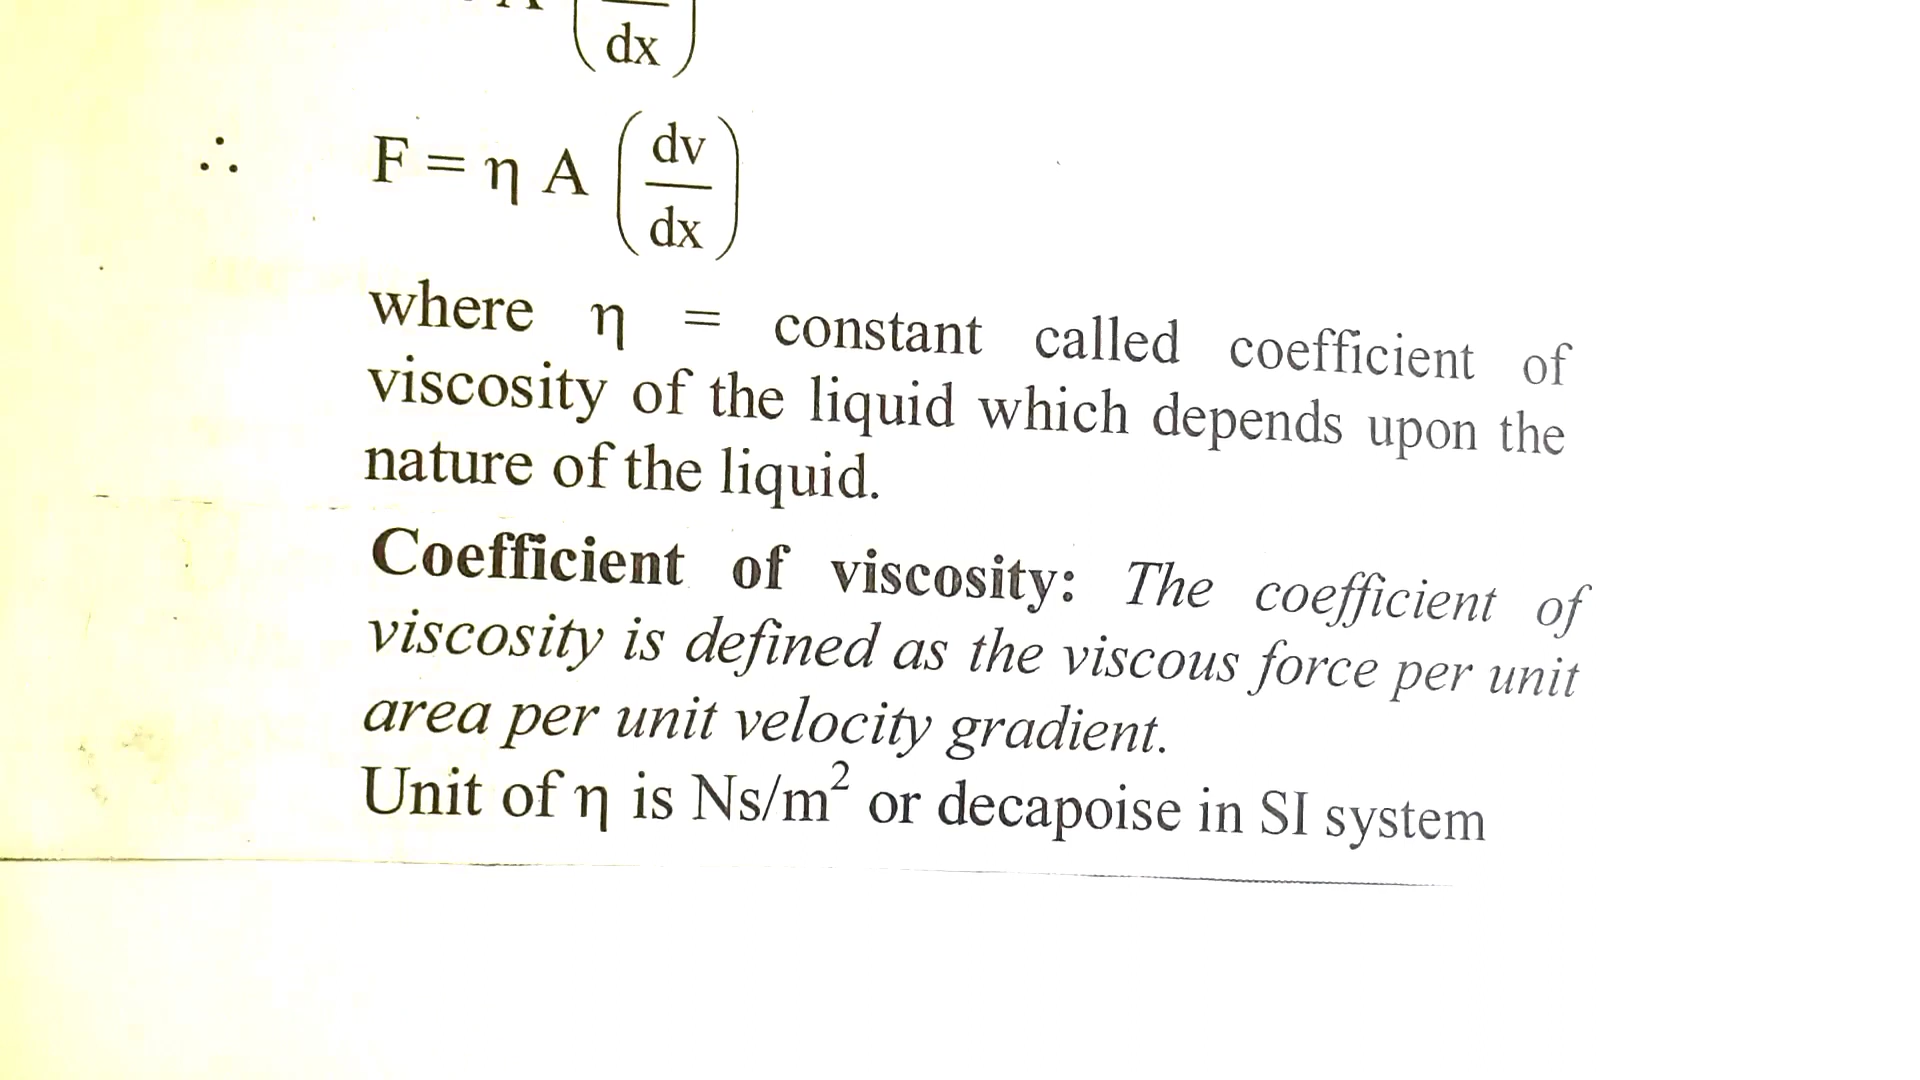 dx
∴ F = η A (dv/dx)
where η = constant called coefficient of
viscosity of the liquid which depends upon the
nature of the liquid.
Coefficient of viscosity: The coefficient of
viscosity is defined as the viscous force per unit
area per unit velocity gradient.
Unit of η is Ns/m² or decapoise in SI system